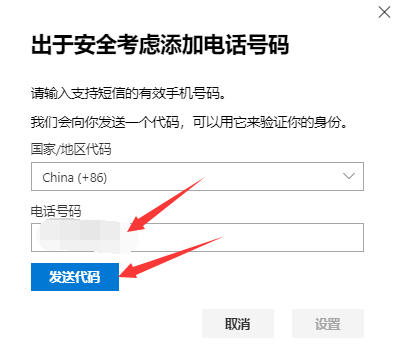 出于安全考虑添加电话号码
请输入支持短信的有效手机号码。
我们会向你发送一个代码，可以用它来验证你的身份。
国家/地区代码
China (+86)
电话号码
发送代码
取消
设置